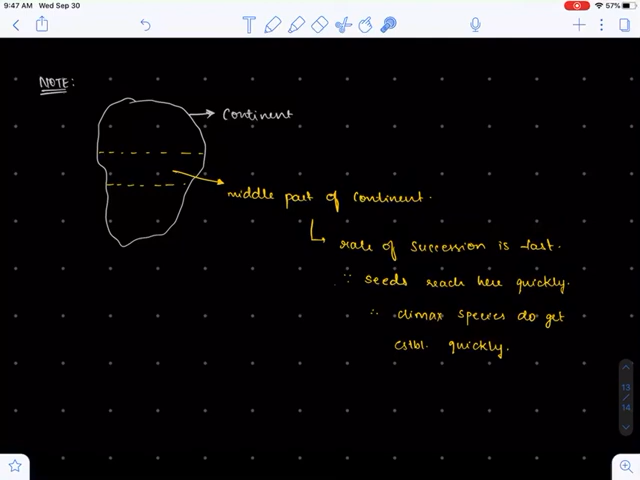 9:47 AM Wed Sep 30
57%
NOTE:
Continent
middle part of continent.
rate of succession is fast.
∵ seeds reach here quickly.
∴ climax species do get
estbl. quickly.
13
/
14